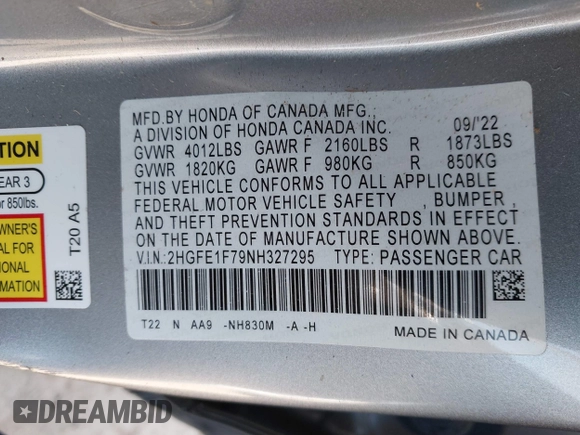 MFD.BY HONDA OF CANADA MFG.,
A DIVISION OF HONDA CANADA INC. 09/'22
GVWR 4012LBS GAWR F 2160LBS R 1873LBS
GVWR 1820KG GAWR F 980KG R 850KG
THIS VEHICLE CONFORMS TO ALL APPLICABLE
FEDERAL MOTOR VEHICLE SAFETY , BUMPER ,
AND THEFT PREVENTION STANDARDS IN EFFECT
ON THE DATE OF MANUFACTURE SHOWN ABOVE.
V.I.N.:2HGFE1F79NH327295 TYPE: PASSENGER CAR
T22 N AA9 -NH830M -A -H
MADE IN CANADA
EAR 3
or 850lbs.
WNER'S
AL FOR
IONAL
MATION
T20 A5
DREAMBID